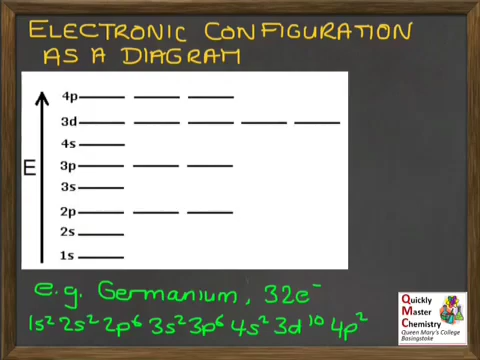 ELECTRONIC CONFIGURATION
AS A DIAGRAM
4p
3d
4s
3p
3s
2p
2s
1s
E
e.g. Germanium, 32e⁻
1s² 2s² 2p⁶ 3s² 3p⁶ 4s² 3d¹⁰ 4p²
Quickly
Master
Chemistry
Queen Mary's College
Basingstoke